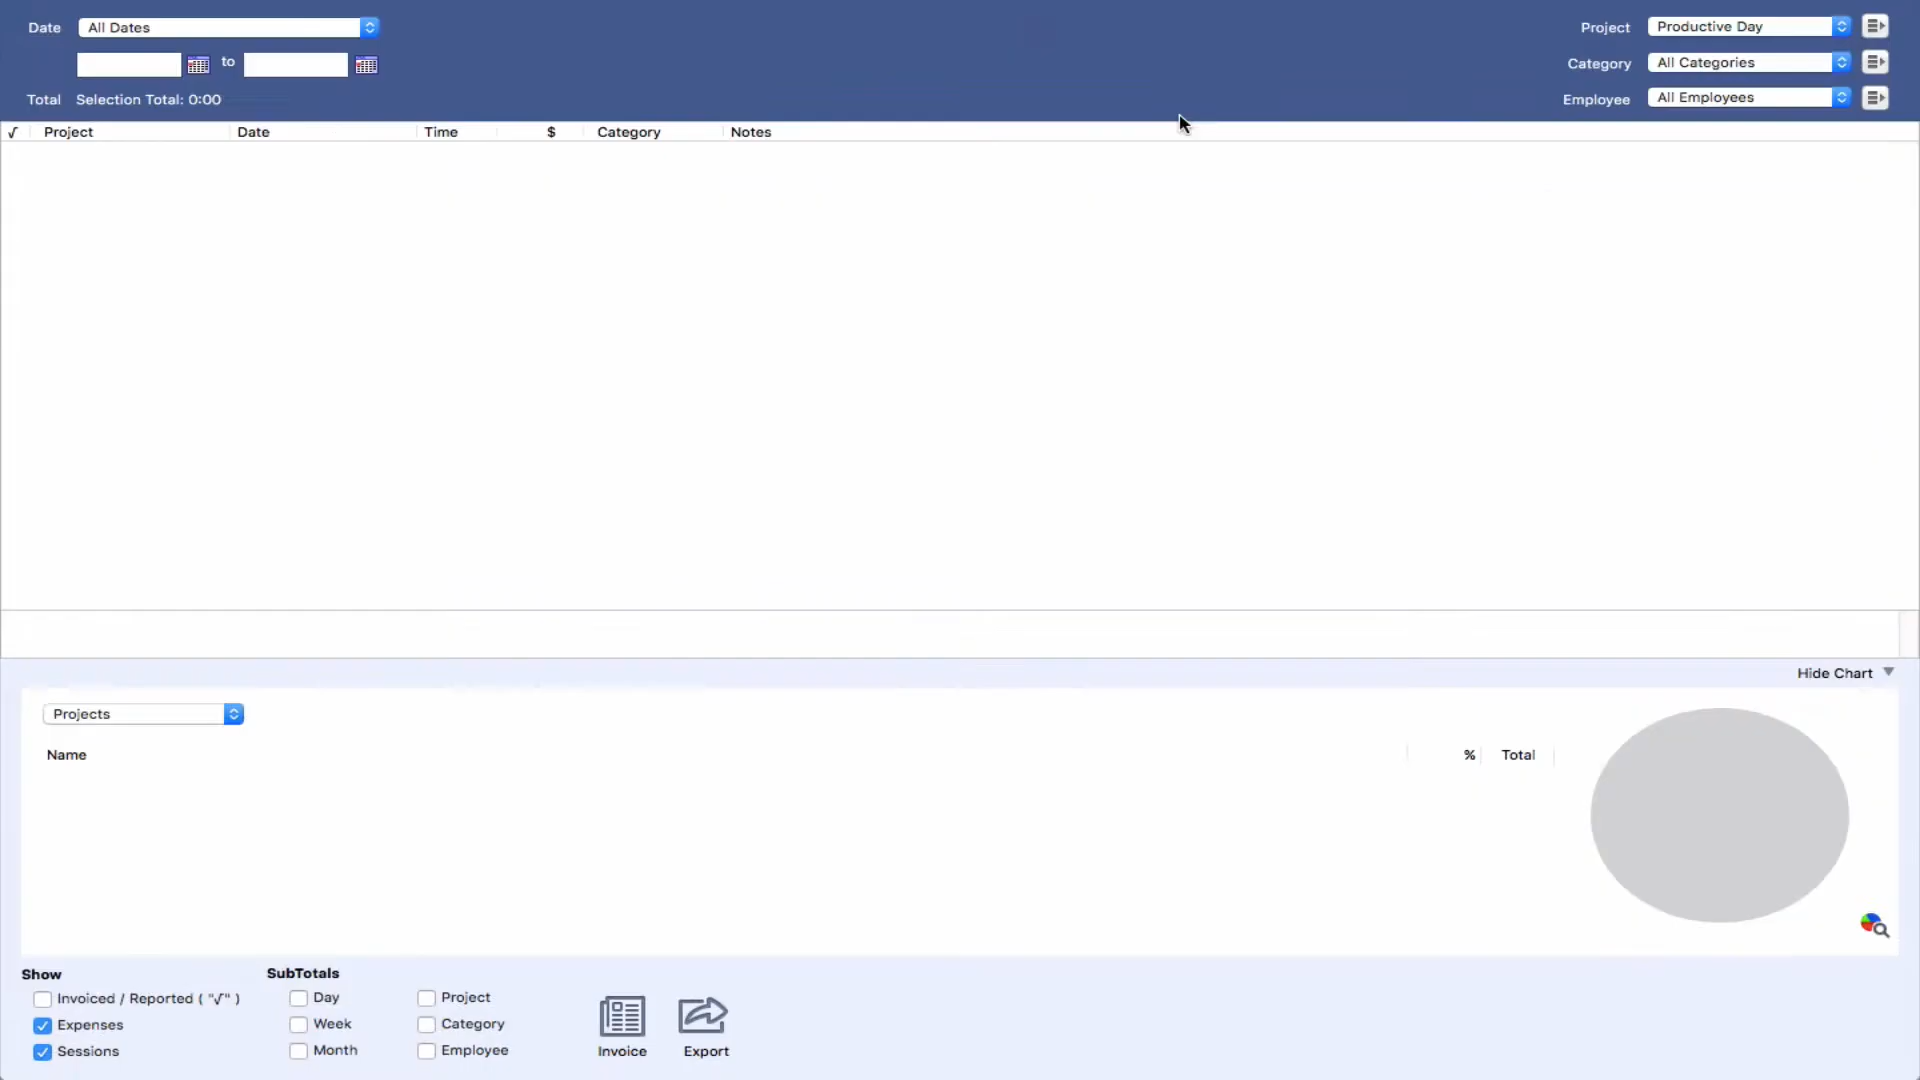 Date All Dates
to
Total Selection Total: 0:00
Project Productive Day
Category All Categories
Employee All Employees
√ Project Date Time $ Category Notes
Hide Chart
Projects
Name % Total
Show
Invoiced / Reported ( "√" )
Expenses
Sessions
SubTotals
Day Project
Week Category
Month Employee
Invoice Export